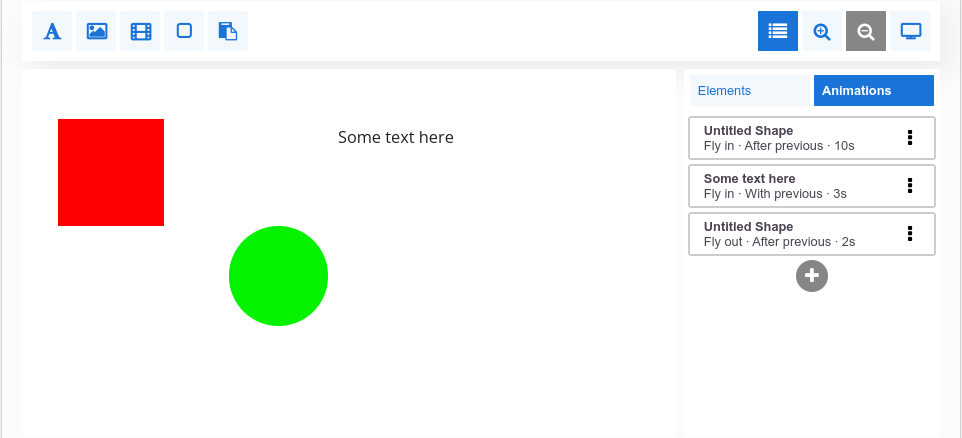 Elements
Animations
Some text here
Untitled Shape
Fly in · After previous · 10s
Some text here
Fly in · With previous · 3s
Untitled Shape
Fly out · After previous · 2s